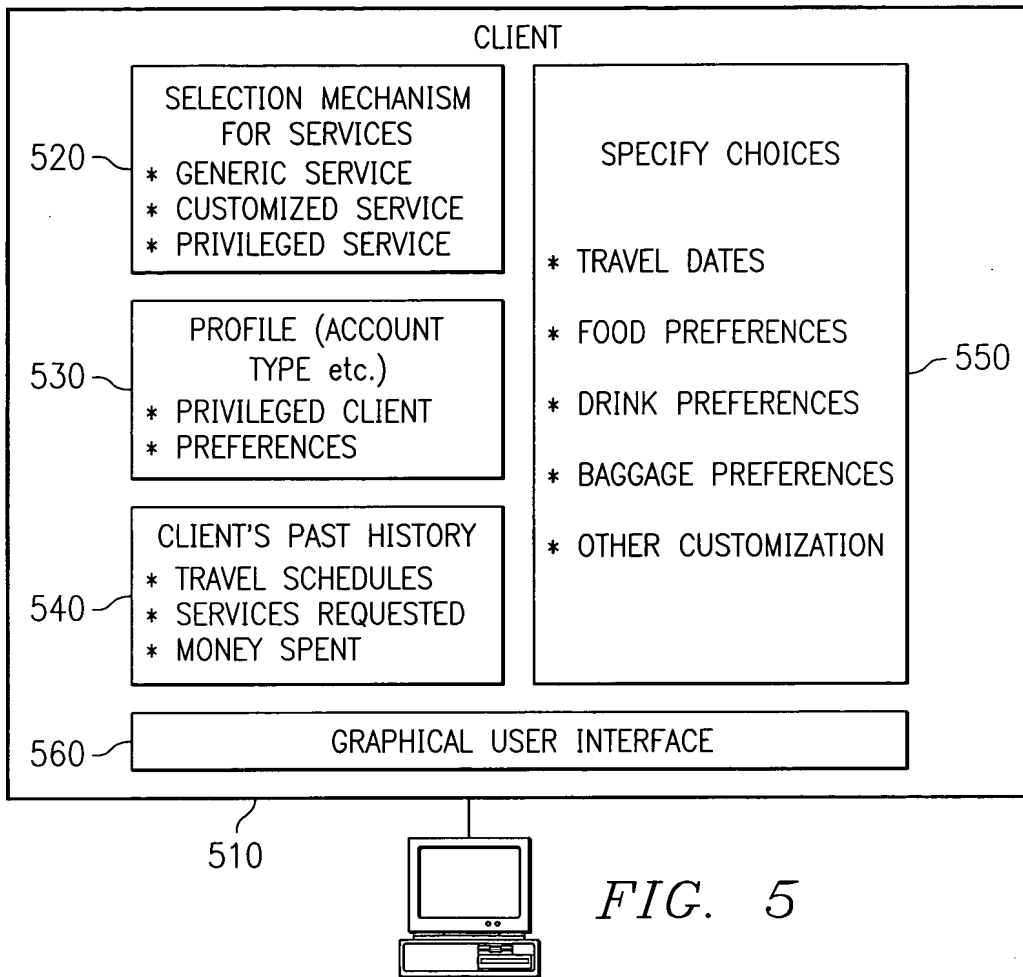 CLIENT
SELECTION MECHANISM
FOR SERVICES
* GENERIC SERVICE
* CUSTOMIZED SERVICE
* PRIVILEGED SERVICE
520
PROFILE (ACCOUNT
TYPE etc.)
* PRIVILEGED CLIENT
* PREFERENCES
530
CLIENT'S PAST HISTORY
* TRAVEL SCHEDULES
* SERVICES REQUESTED
* MONEY SPENT
540
SPECIFY CHOICES
* TRAVEL DATES
* FOOD PREFERENCES
* DRINK PREFERENCES
* BAGGAGE PREFERENCES
* OTHER CUSTOMIZATION
550
560
GRAPHICAL USER INTERFACE
510
FIG. 5